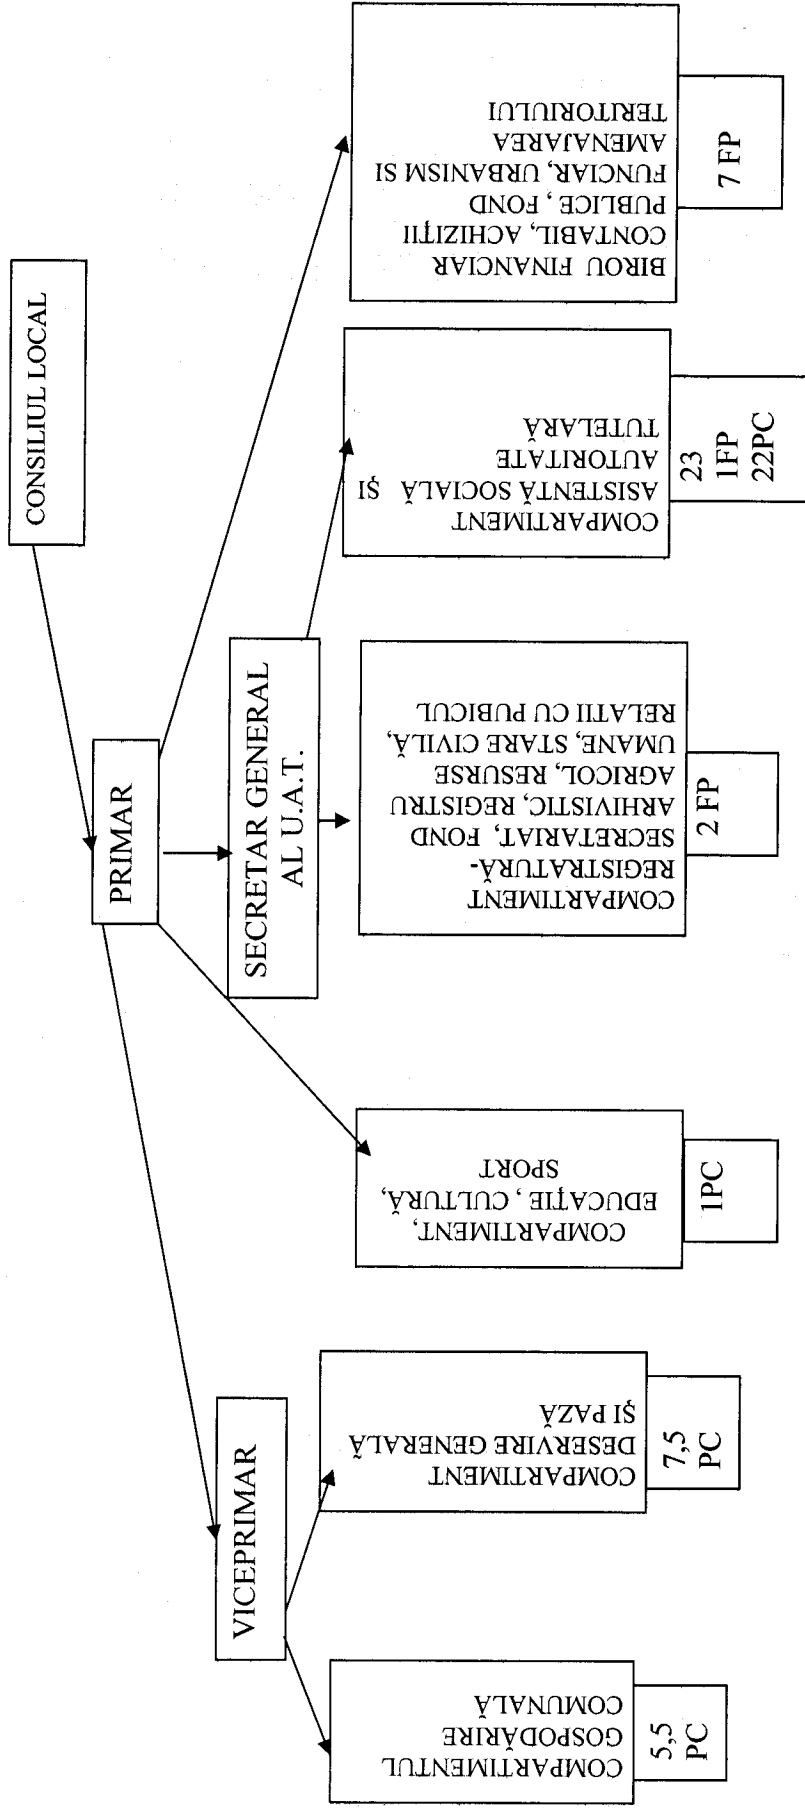 CONSILIUL LOCAL
PRIMAR
VICEPRIMAR
SECRETAR GENERAL
AL U.A.T.
COMPARTIMENTUL
GOSPODĂRIRE
COMUNALĂ
5,5
PC
COMPARTIMENT
DESERVIRE GENERALĂ
ŞI PAZĂ
7,5
PC
COMPARTIMENT,
EDUCAŢIE , CULTURĂ,
SPORT
1PC
COMPARTIMENT
REGISTRATURĂ-
SECRETARIAT, FOND
ARHIVISTIC, REGISTRU
AGRICOL, RESURSE
UMANE, STARE CIVILĂ,
RELATII CU PUBICUL
2 FP
COMPARTIMENT
ASISTENTĂ SOCIALĂ ŞI
AUTORITATE
TUTELARĂ
23
1FP
22PC
BIROU FINANCIAR
CONTABIL, ACHIZIŢII
PUBLICE , FOND
FUNCIAR, URBANISM SI
AMENAJAREA
TERITORIULUI
7 FP